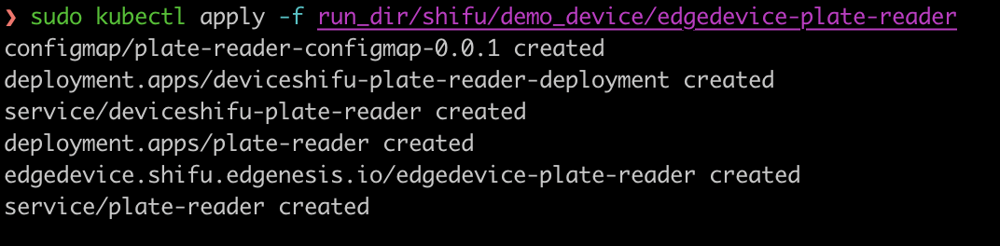 ❯ sudo kubectl apply -f run_dir/shifu/demo_device/edgedevice-plate-reader
configmap/plate-reader-configmap-0.0.1 created
deployment.apps/deviceshifu-plate-reader-deployment created
service/deviceshifu-plate-reader created
deployment.apps/plate-reader created
edgedevice.shifu.edgenesis.io/edgedevice-plate-reader created
service/plate-reader created